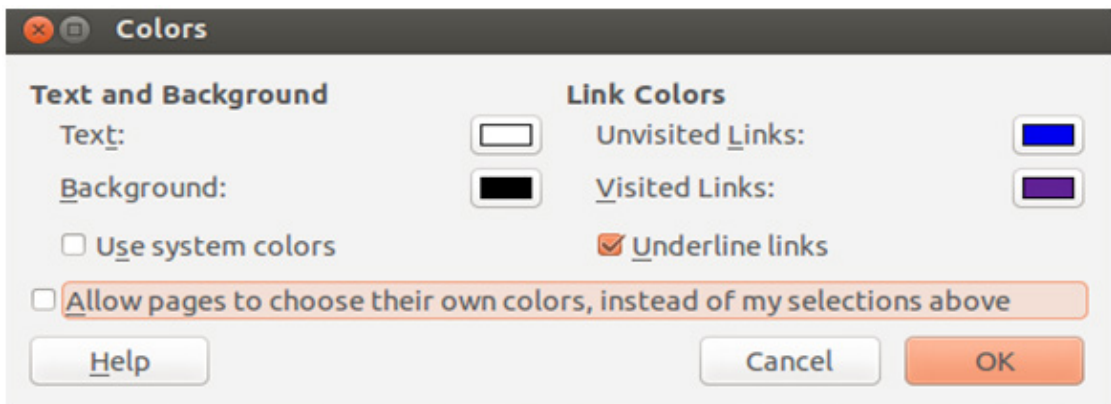 Colors
Text and Background
Link Colors
Text:
Unvisited Links:
Background:
Visited Links:
Use system colors
Underline links
Allow pages to choose their own colors, instead of my selections above
Help
Cancel
OK